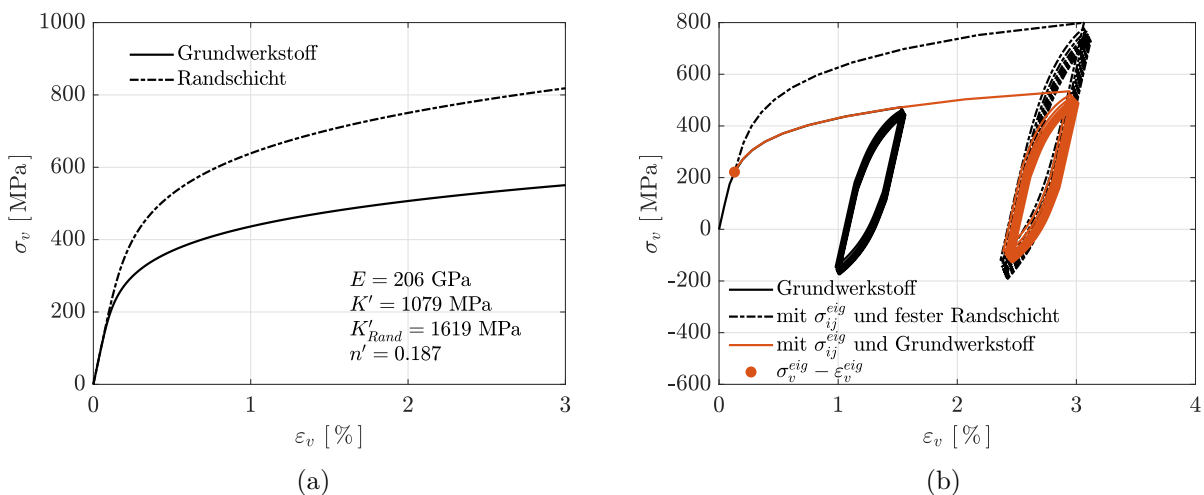 1000
800
600
400
200
0
σ_v [MPa]
Grundwerkstoff
Randschicht
E = 206 GPa
K′ = 1079 MPa
K′_Rand = 1619 MPa
n′ = 0.187
0 1 2 3
ε_v [%]
(a)
800
600
400
200
0
-200
-400
-600
σ_v [MPa]
Grundwerkstoff
mit σ_ij^eig und fester Randschicht
mit σ_ij^eig und Grundwerkstoff
σ_v^eig − ε_v^eig
0 1 2 3 4
ε_v [%]
(b)